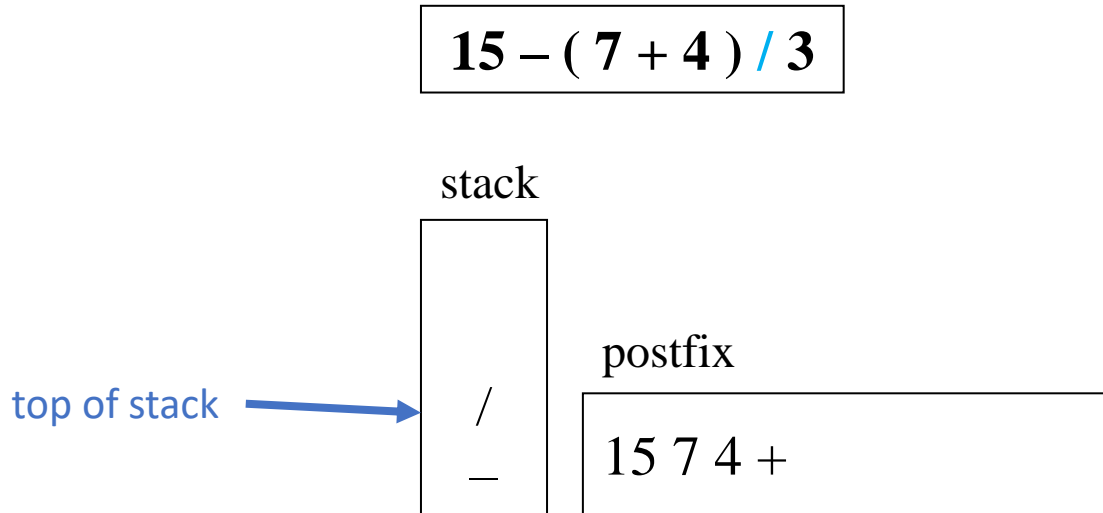 15 – ( 7 + 4 ) / 3
stack
postfix
top of stack
/
–
15 7 4 +